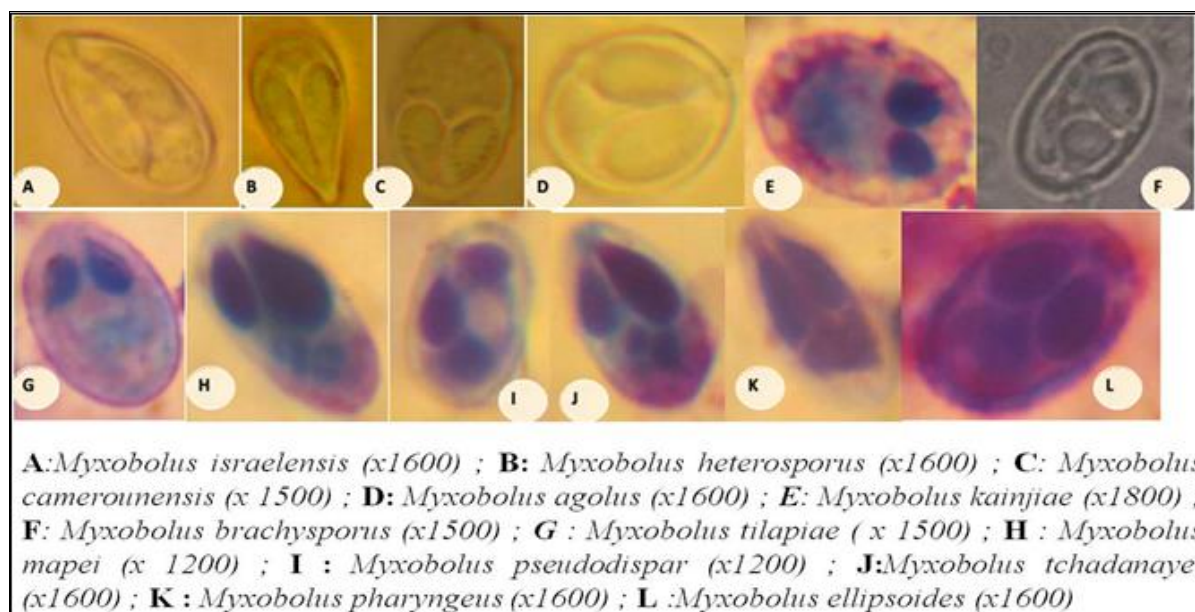 A
B
C
D
E
F
G
H
I
J
K
L
A:Myxobolus israelensis (x1600) ; B: Myxobolus heterosporus (x1600) ; C: Myxobolus
camerounensis (x 1500) ; D: Myxobolus agolus (x1600) ; E: Myxobolus kainjiae (x1800) ;
F: Myxobolus brachysporus (x1500) ; G : Myxobolus tilapiae ( x 1500) ; H : Myxobolus
mapei (x 1200) ; I : Myxobolus pseudodispar (x1200) ; J:Myxobolus tchadanaye
(x1600) ; K : Myxobolus pharyngeus (x1600) ; L :Myxobolus ellipsoides (x1600)